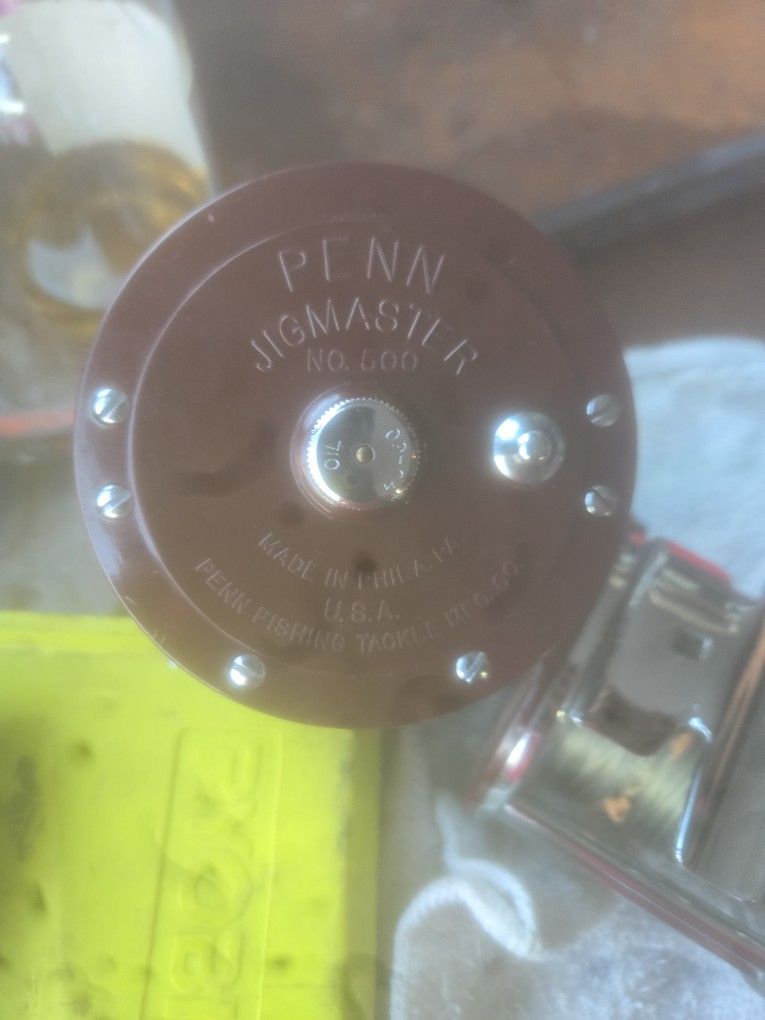 PENN
JIGMASTER
NO. 500
OIL
MADE IN PHILA. PA.
U.S.A.
PENN FISHING TACKLE MFG. CO.